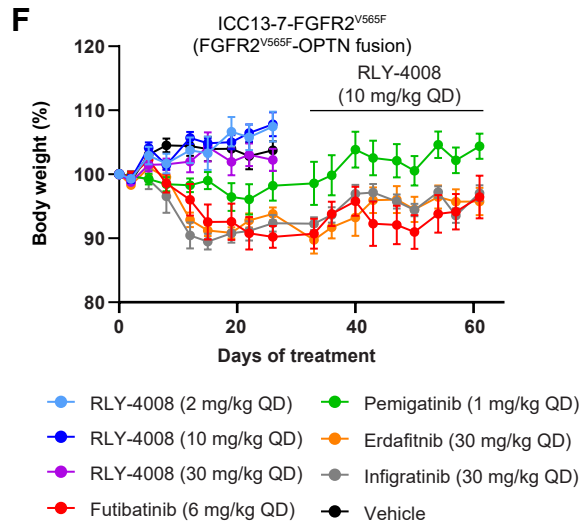 F
ICC13-7-FGFR2V565F
(FGFR2V565F-OPTN fusion)
RLY-4008
(10 mg/kg QD)
Body weight (%)
120
110
100
90
80
0
20
40
60
Days of treatment
RLY-4008 (2 mg/kg QD)
RLY-4008 (10 mg/kg QD)
RLY-4008 (30 mg/kg QD)
Futibatinib (6 mg/kg QD)
Pemigatinib (1 mg/kg QD)
Erdafitnib (30 mg/kg QD)
Infigratinib (30 mg/kg QD)
Vehicle